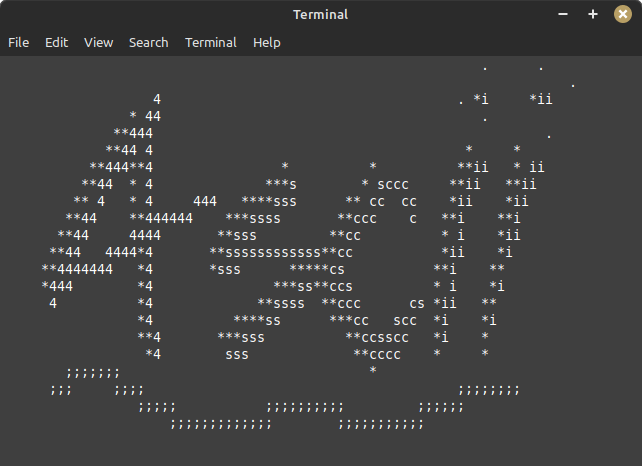 Terminal
File Edit View Search Terminal Help
                                                           .      .
                                                                      .
                  4                                     . *i     *ii
               * 44                                        .
             **444                                                 .
            **44 4                                       *     *
          **444**4                *          *          **ii   * ii
         **44  * 4              ***s        * sccc     **ii   **ii
        ** 4   * 4     444   ****sss      ** cc  cc    *ii    *ii
       **44    **444444    ***ssss       **ccc    c   **i    **i
      **44     4444       **sss         **cc          * i    *ii
     **44   4444*4       **ssssssssssss**cc           *ii    *i
    **4444444   *4       *sss      *****cs           **i    **
    *444        *4               ***ss**ccs          * i    *i
     4          *4             **ssss  **ccc      cs *ii   **
                *4          ****ss      ***cc   scc  *i    *i
                **4       ***sss          **ccsscc   *i    *
                 *4        sss             **cccc    *     *
       ;;;;;;;                               *
     ;;;     ;;;;                                       ;;;;;;;;
                ;;;;;           ;;;;;;;;;;         ;;;;;;
                    ;;;;;;;;;;;;;        ;;;;;;;;;;;